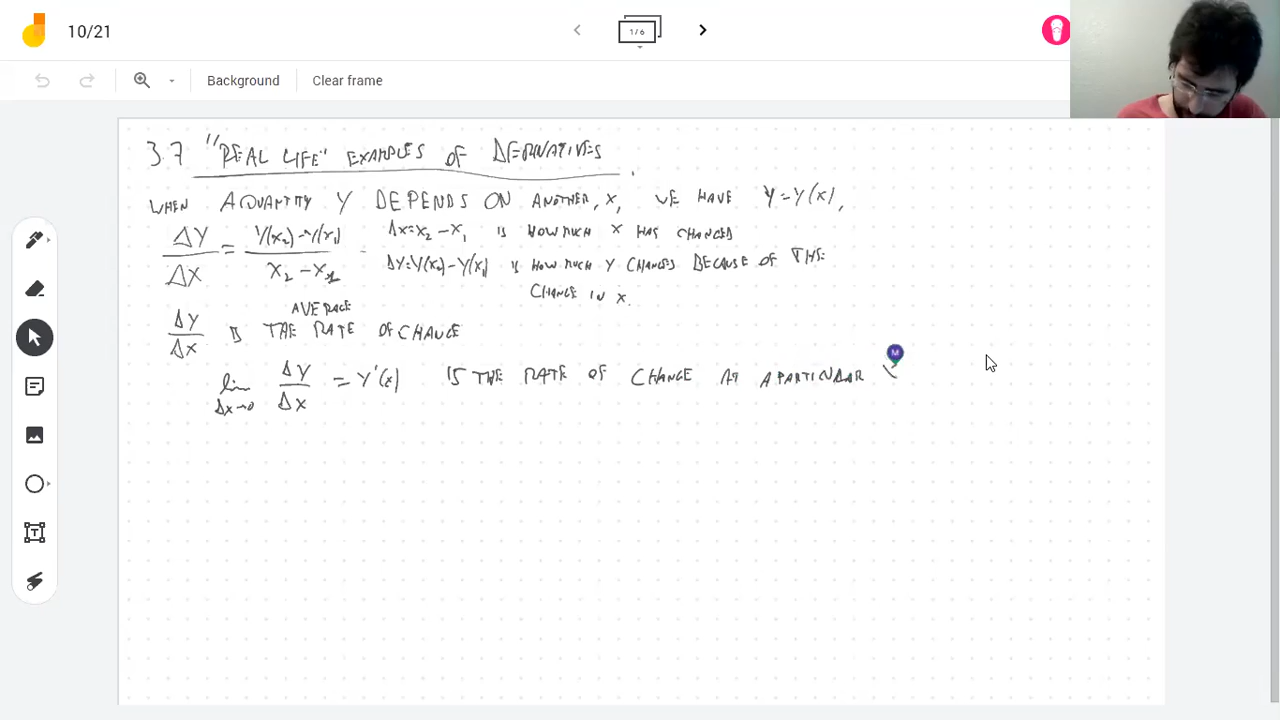 10/21
1/6
Background
Clear frame
3.7 "REAL LIFE" EXAMPLES OF DERIVATIVES.
WHEN A QUANTITY Y DEPENDS ON ANOTHER, X, WE HAVE Y=Y(X),
ΔY/ΔX = Y(X₂)-Y(X₁)/X₂-X₁ ΔX=X₂-X₁ IS HOW MUCH X HAS CHANGED
ΔY=Y(X₂)-Y(X₁) IS HOW MUCH Y CHANGES BECAUSE OF THE
CHANGE IN X.
AVERAGE
ΔY/ΔX IS THE RATE OF CHANGE
lim Δx→0 ΔY/ΔX = Y'(X) IS THE RATE OF CHANGE AT A PARTICULAR
M
T